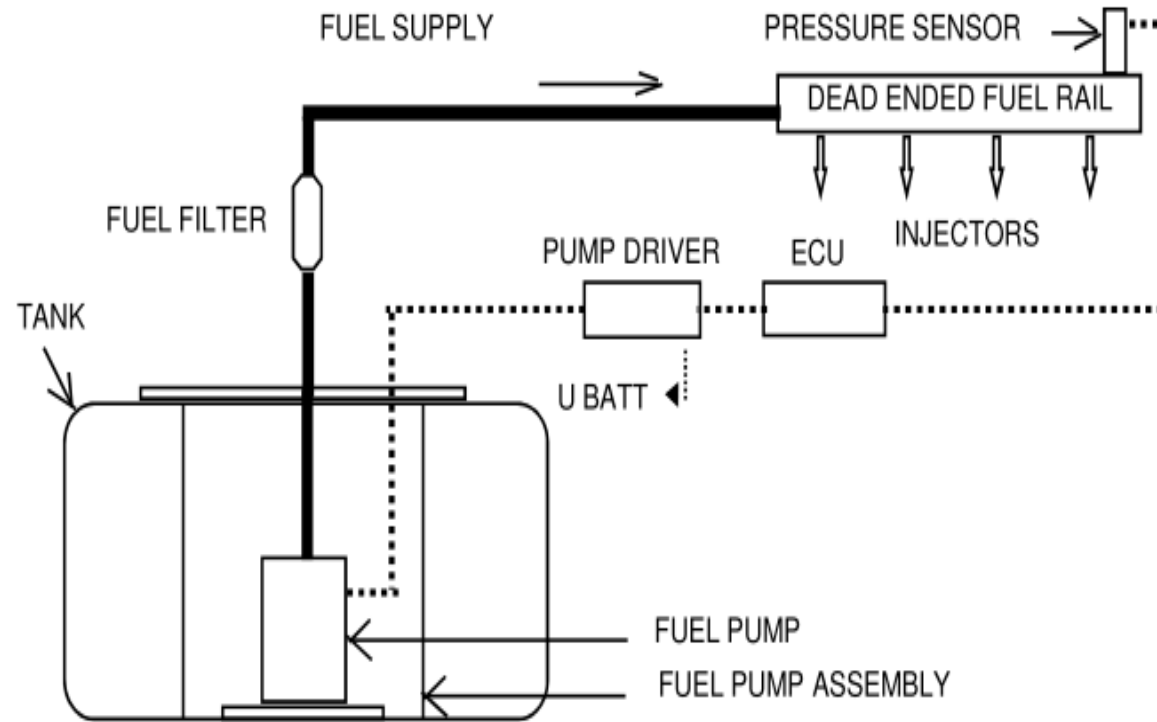 FUEL SUPPLY
PRESSURE SENSOR
DEAD ENDED FUEL RAIL
FUEL FILTER
INJECTORS
PUMP DRIVER
ECU
TANK
U BATT
FUEL PUMP
FUEL PUMP ASSEMBLY